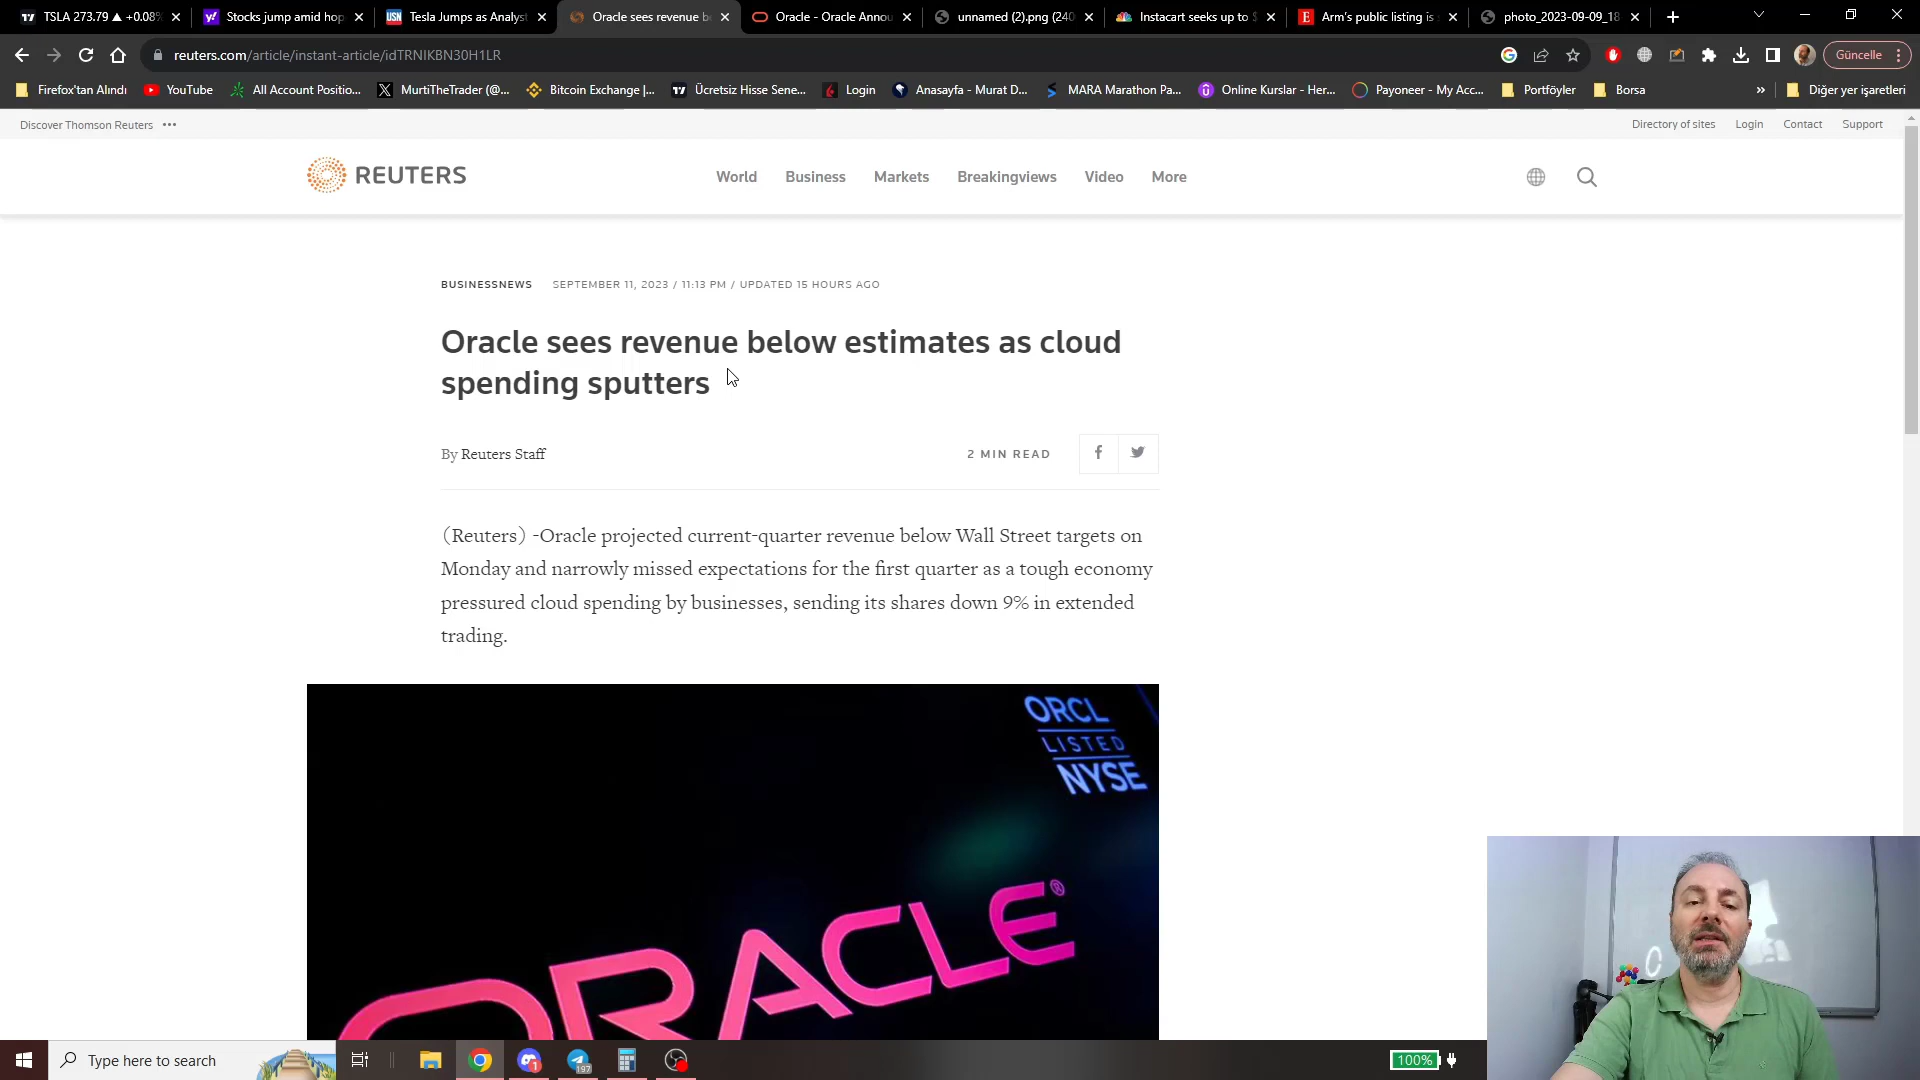 TSLA 273.79 ▲ +0.08%
Stocks jump amid hop
Tesla Jumps as Analyst
Oracle sees revenue b
Oracle - Oracle Annou
unnamed (2).png (240
Instacart seeks up to $
Arm's public listing is
photo_2023-09-09_18
reuters.com/article/instant-article/idTRNIKBN30H1LR
Güncelle
Firefox'tan Alındı
YouTube
All Account Positio...
MurtiTheTrader (@...
Bitcoin Exchange |...
Ücretsiz Hisse Sene...
Login
Anasayfa - Murat D...
MARA Marathon Pa...
Online Kurslar - Her...
Payoneer - My Acc...
Portföyler
Borsa
»
Diğer yer işaretleri
Discover Thomson Reuters •••
Directory of sites
Login
Contact
Support
REUTERS
World
Business
Markets
Breakingviews
Video
More
BUSINESSNEWS SEPTEMBER 11, 2023 / 11:13 PM / UPDATED 15 HOURS AGO
Oracle sees revenue below estimates as cloud
spending sputters
By Reuters Staff
2 MIN READ
(Reuters) -Oracle projected current-quarter revenue below Wall Street targets on
Monday and narrowly missed expectations for the first quarter as a tough economy
pressured cloud spending by businesses, sending its shares down 9% in extended
trading.
ORCL
LISTED
NYSE
ORACLE®
Type here to search
1
197
100%